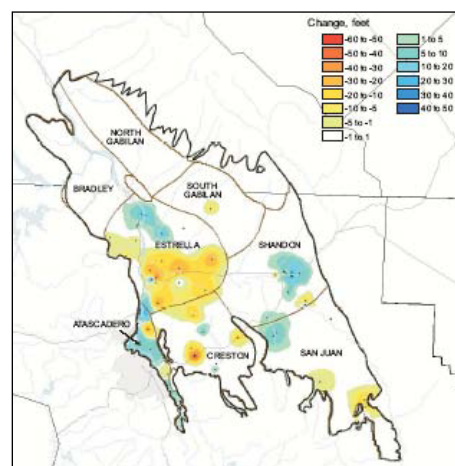 Change, feet
-60 to -50
-50 to -40
-40 to -30
-30 to -20
-20 to -10
-10 to -5
-5 to -1
-1 to 1
1 to 5
5 to 10
10 to 20
20 to 30
30 to 40
40 to 50
NORTH
GABILAN
BRADLEY
SOUTH
GABILAN
ESTRELLA
SHANDON
ATASCADERO
CRESTON
SAN JUAN